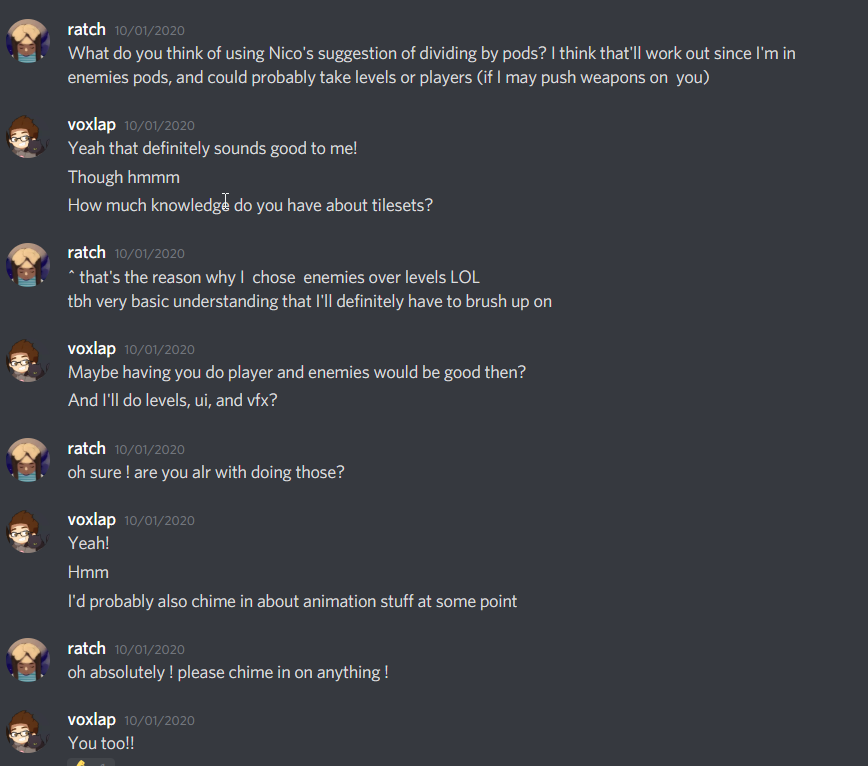 ratch 10/01/2020
What do you think of using Nico's suggestion of dividing by pods? I think that'll work out since I'm in
enemies pods, and could probably take levels or players (if I may push weapons on you)
voxlap 10/01/2020
Yeah that definitely sounds good to me!
Though hmmm
How much knowledge do you have about tilesets?
ratch 10/01/2020
^ that's the reason why I chose enemies over levels LOL
tbh very basic understanding that I'll definitely have to brush up on
voxlap 10/01/2020
Maybe having you do player and enemies would be good then?
And I'll do levels, ui, and vfx?
ratch 10/01/2020
oh sure ! are you alr with doing those?
voxlap 10/01/2020
Yeah!
Hmm
I'd probably also chime in about animation stuff at some point
ratch 10/01/2020
oh absolutely ! please chime in on anything !
voxlap 10/01/2020
You too!!